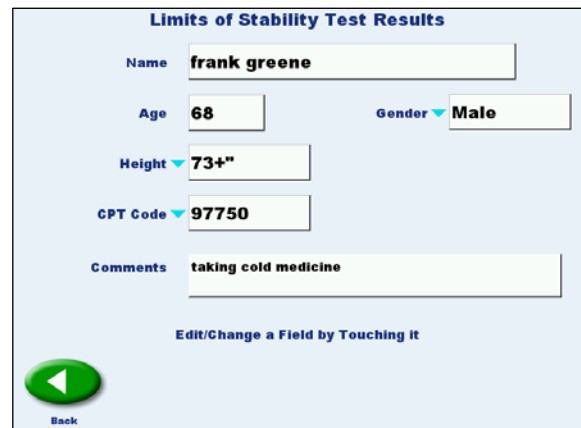 Limits of Stability Test Results
Name frank greene
Age 68 Gender Male
Height 73+"
CPT Code 97750
Comments taking cold medicine
Edit/Change a Field by Touching it
Back